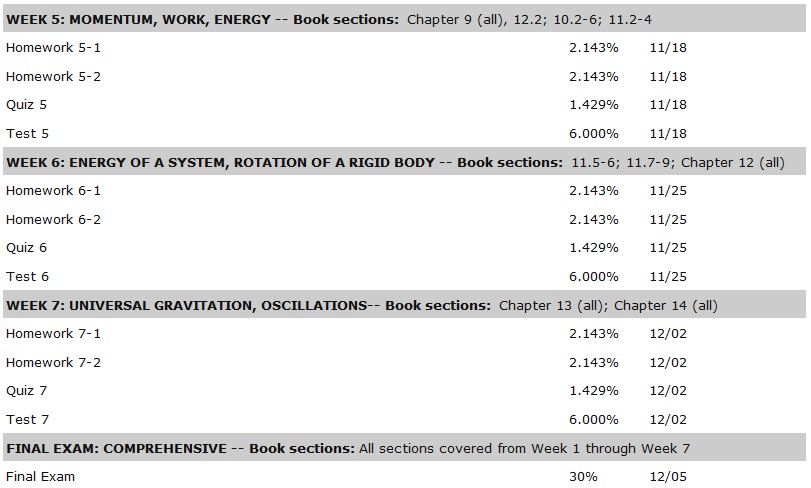 WEEK 5: MOMENTUM, WORK, ENERGY -- Book sections: Chapter 9 (all), 12.2; 10.2-6; 11.2-4
Homework 5-1 2.143% 11/18
Homework 5-2 2.143% 11/18
Quiz 5 1.429% 11/18
Test 5 6.000% 11/18
WEEK 6: ENERGY OF A SYSTEM, ROTATION OF A RIGID BODY -- Book sections: 11.5-6; 11.7-9; Chapter 12 (all)
Homework 6-1 2.143% 11/25
Homework 6-2 2.143% 11/25
Quiz 6 1.429% 11/25
Test 6 6.000% 11/25
WEEK 7: UNIVERSAL GRAVITATION, OSCILLATIONS-- Book sections: Chapter 13 (all); Chapter 14 (all)
Homework 7-1 2.143% 12/02
Homework 7-2 2.143% 12/02
Quiz 7 1.429% 12/02
Test 7 6.000% 12/02
FINAL EXAM: COMPREHENSIVE -- Book sections: All sections covered from Week 1 through Week 7
Final Exam 30% 12/05